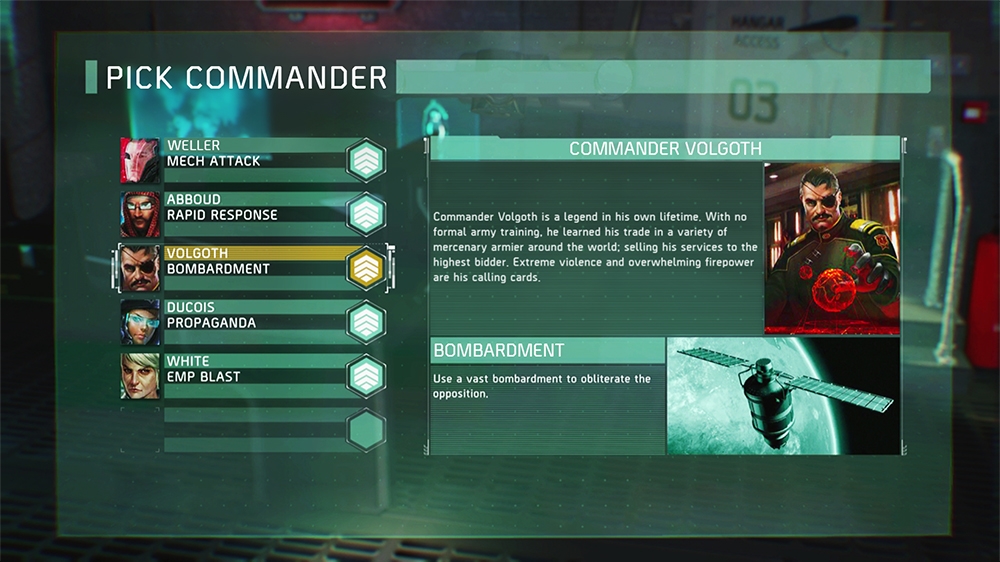 HANGAR
ACCESS
03
PICK COMMANDER
WELLER
MECH ATTACK
ABBOUD
RAPID RESPONSE
VOLGOTH
BOMBARDMENT
DUCOIS
PROPAGANDA
WHITE
EMP BLAST
COMMANDER VOLGOTH
Commander Volgoth is a legend in his own lifetime. With no
formal army training, he learned his trade in a variety of
mercenary armier around the world; selling his services to the
highest bidder. Extreme violence and overwhelming firepower
are his calling cards.
BOMBARDMENT
Use a vast bombardment to obliterate the
opposition.